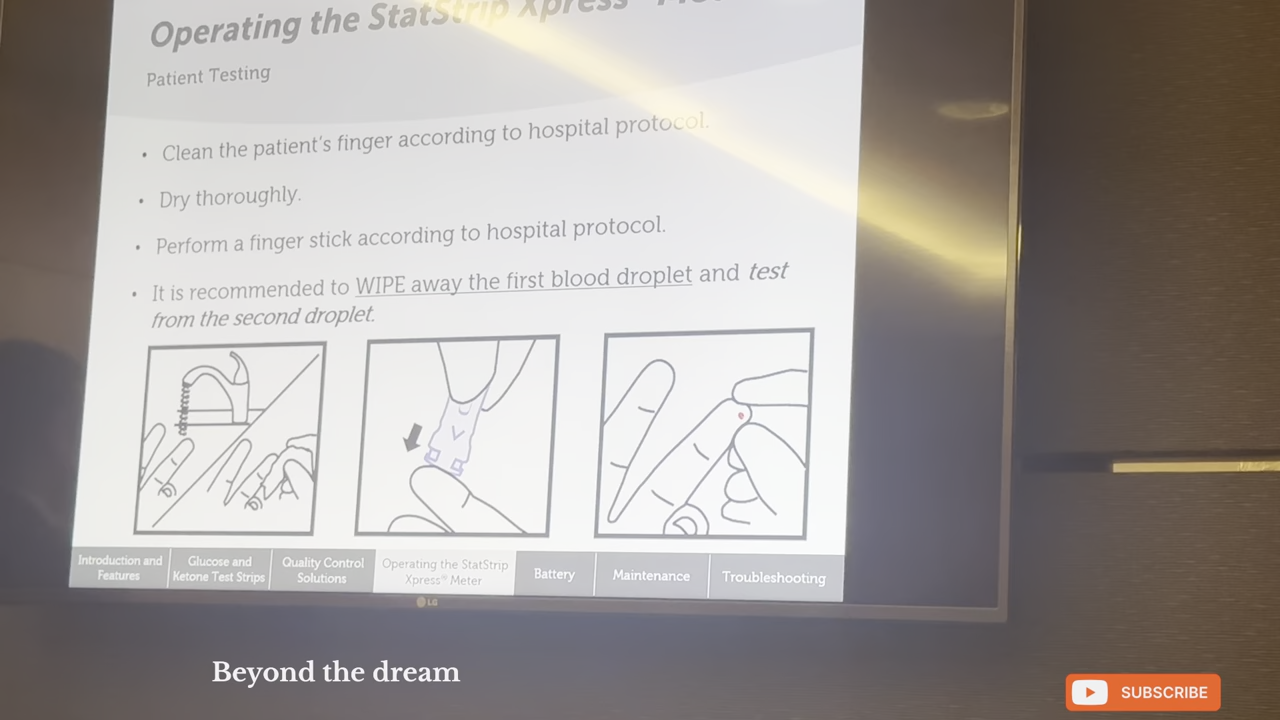 Operating the StatStrip Xpress®
Patient Testing
• Clean the patient's finger according to hospital protocol.
• Dry thoroughly.
• Perform a finger stick according to hospital protocol.
• It is recommended to WIPE away the first blood droplet and test
from the second droplet.
Introduction and
Features
Glucose and
Ketone Test Strips
Quality Control
Solutions
Operating the StatStrip
Xpress® Meter
Battery
Maintenance
Troubleshooting
LG
Beyond the dream
SUBSCRIBE